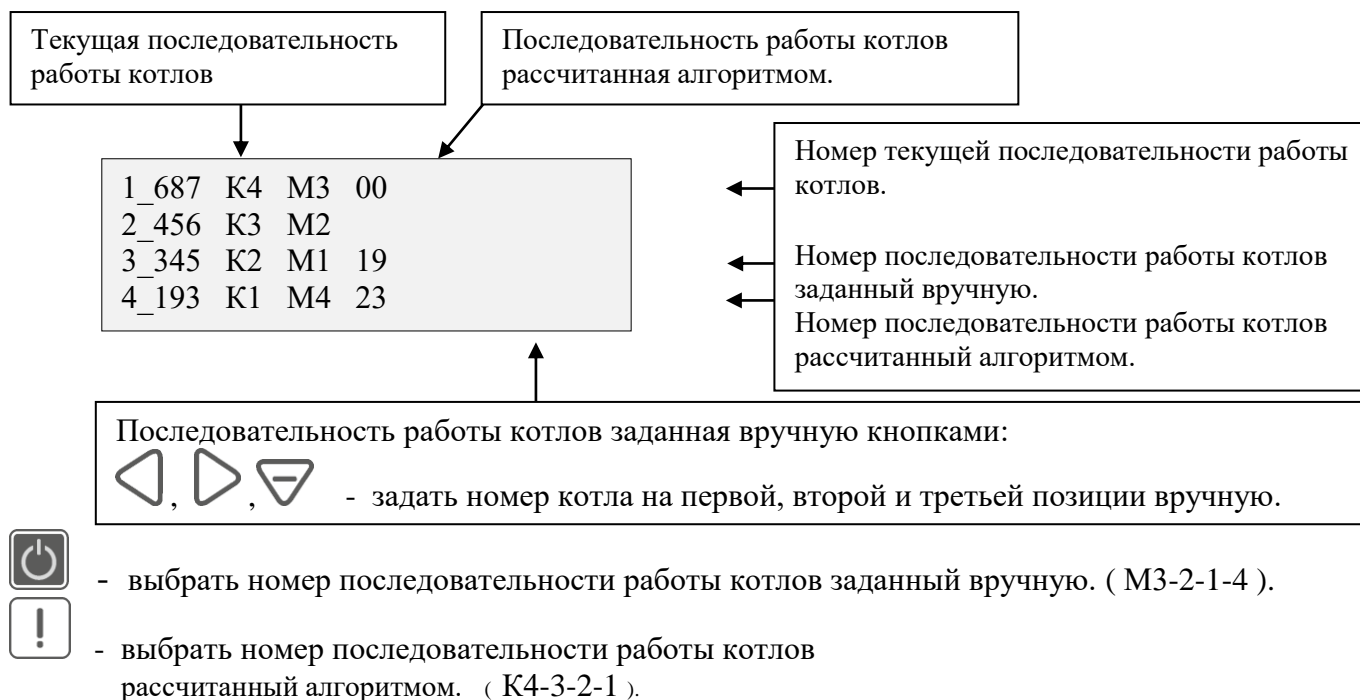 Текущая последовательность
работы котлов
Последовательность работы котлов
рассчитанная алгоритмом.
1_687 К4 М3 00
2_456 К3 М2
3_345 К2 М1 19
4_193 К1 М4 23
Номер текущей последовательности работы
котлов.
Номер последовательности работы котлов
заданный вручную.
Номер последовательности работы котлов
рассчитанный алгоритмом.
Последовательность работы котлов заданная вручную кнопками:
, , - задать номер котла на первой, второй и третьей позиции вручную.
- выбрать номер последовательности работы котлов заданный вручную. ( М3-2-1-4 ).
! - выбрать номер последовательности работы котлов
рассчитанный алгоритмом. ( К4-3-2-1 ).